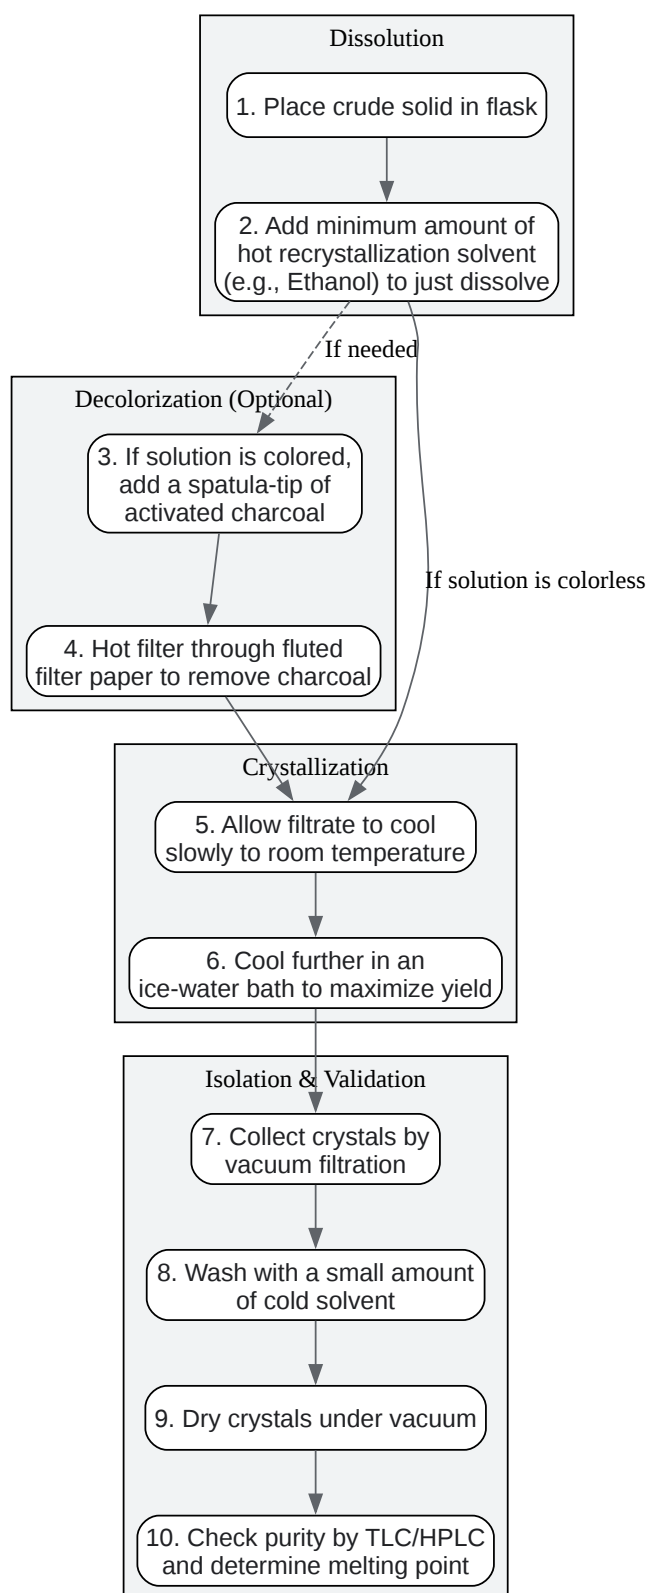 Dissolution
1. Place crude solid in flask
2. Add minimum amount of
hot recrystallization solvent
(e.g., Ethanol) to just dissolve
If needed
Decolorization (Optional)
3. If solution is colored,
add a spatula-tip of
activated charcoal
If solution is colorless
4. Hot filter through fluted
filter paper to remove charcoal
Crystallization
5. Allow filtrate to cool
slowly to room temperature
6. Cool further in an
ice-water bath to maximize yield
Isolation & Validation
7. Collect crystals by
vacuum filtration
8. Wash with a small amount
of cold solvent
9. Dry crystals under vacuum
10. Check purity by TLC/HPLC
and determine melting point